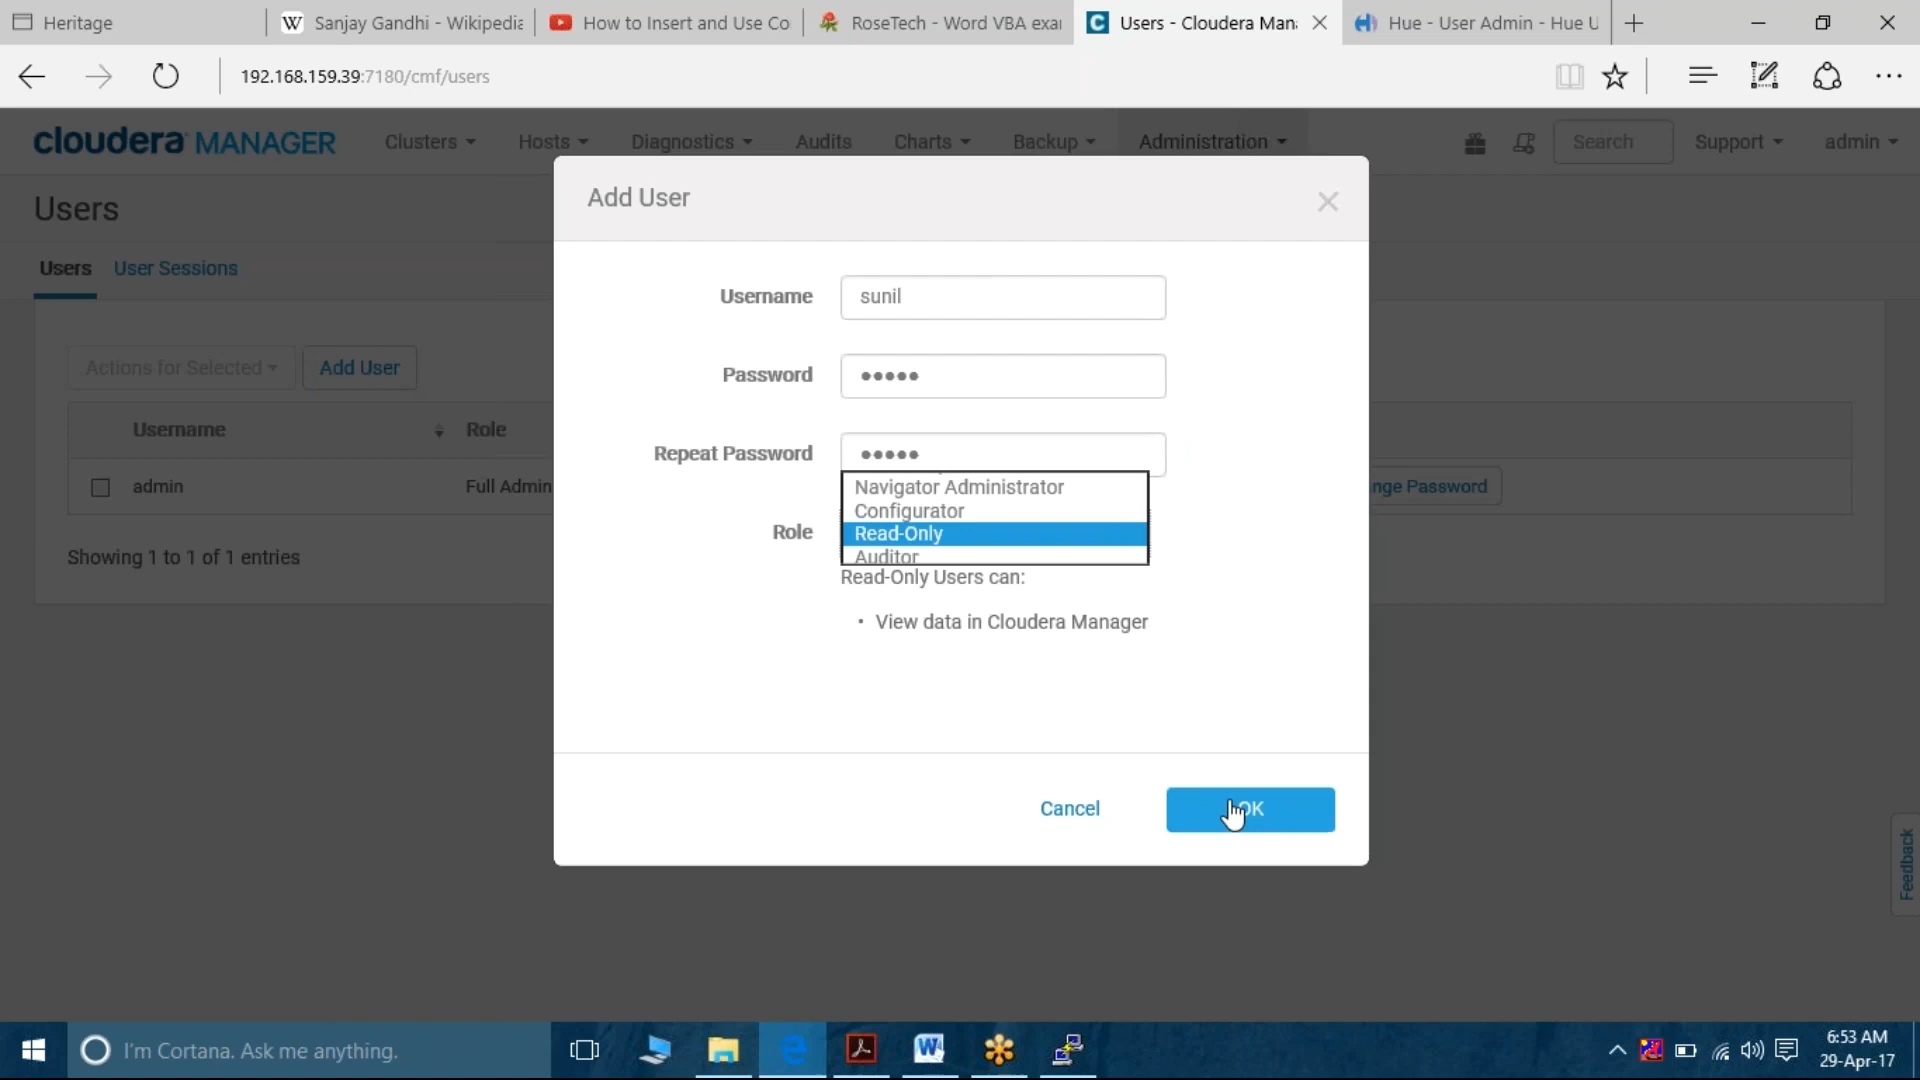 Heritage
Sanjay Gandhi - Wikipedia
How to Insert and Use Co
RoseTech - Word VBA exar
Users - Cloudera Man
Hue - User Admin - Hue U
192.168.159.39:7180/cmf/users
cloudera MANAGER
Clusters
Hosts
Diagnostics
Audits
Charts
Backup
Administration
Search
Support
admin
Users
Users
User Sessions
Actions for Selected
Add User
Username
Role
admin
Full Admin
nge Password
Showing 1 to 1 of 1 entries
Add User
Username
sunil
Password
•••••
Repeat Password
•••••
Role
Navigator Administrator
Configurator
Read-Only
Auditor
Read-Only Users can:
• View data in Cloudera Manager
Cancel
OK
Feedback
I'm Cortana. Ask me anything.
6:53 AM
29-Apr-17